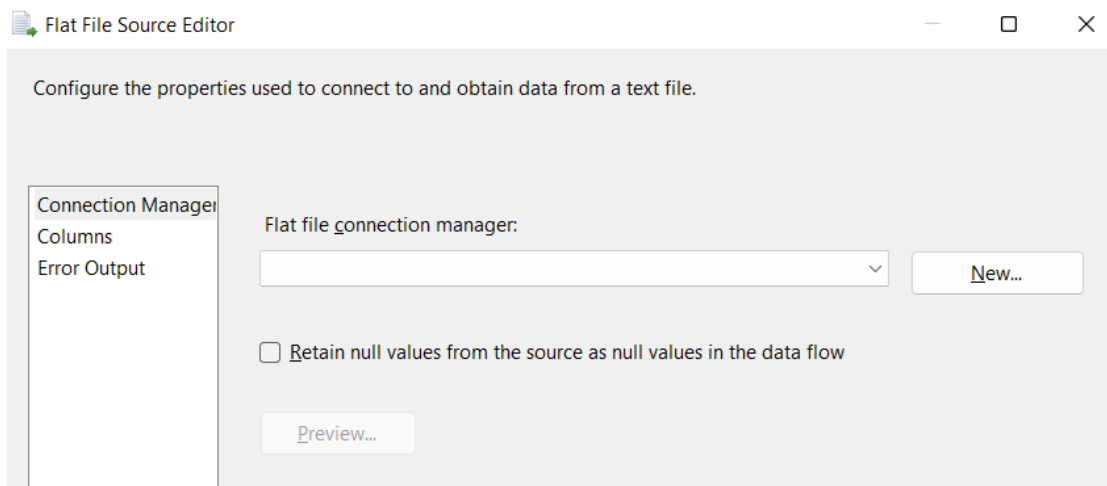 Flat File Source Editor
Configure the properties used to connect to and obtain data from a text file.
Connection Manager
Columns
Error Output
Flat file connection manager:
New...
Retain null values from the source as null values in the data flow
Preview...